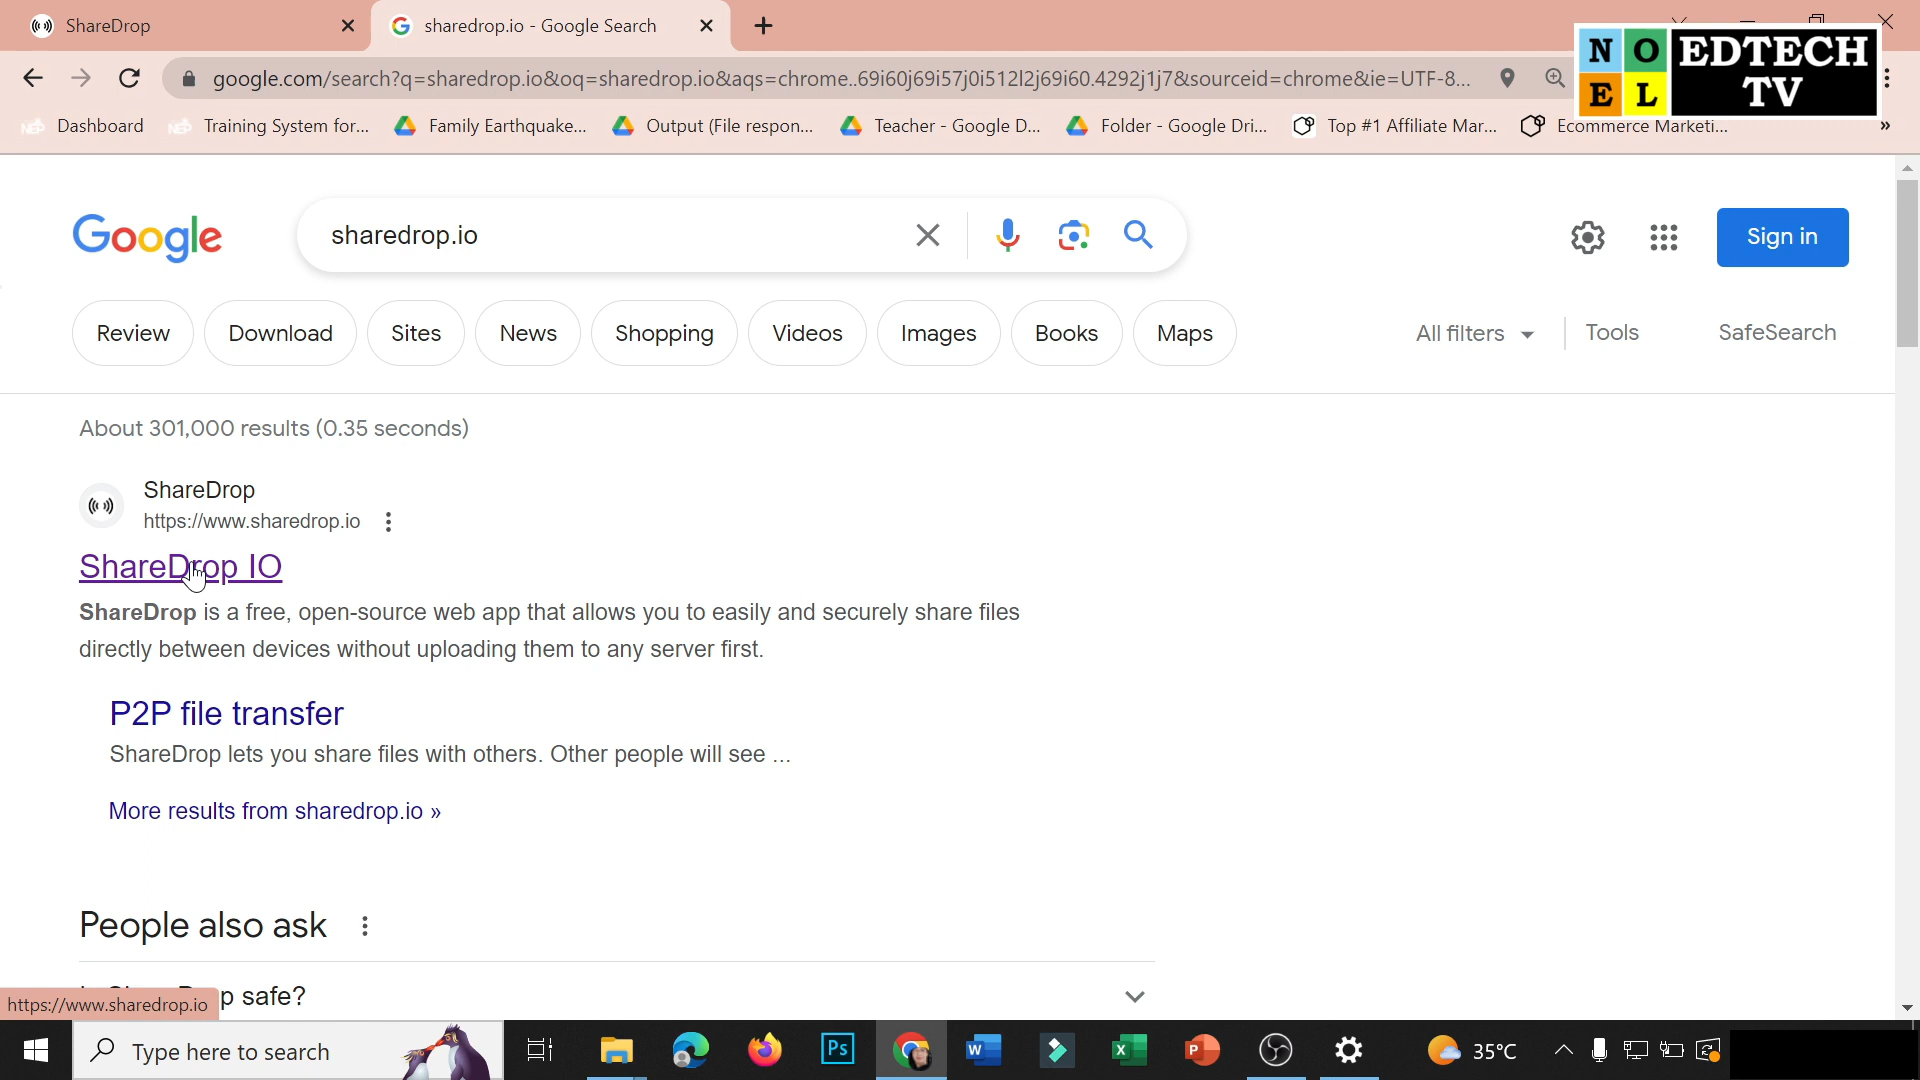 ShareDrop
sharedrop.io - Google Search
google.com/search?q=sharedrop.io&oq=sharedrop.io&aqs=chrome..69i60j69i57j0i512l2j69i60.4292j1j7&sourceid=chrome&ie=UTF-8...
NOEL
EDTECH
TV
Dashboard
Training System for...
Family Earthquake...
Output (File respon...
Teacher - Google D...
Folder - Google Dri...
Top #1 Affiliate Mar...
Ecommerce Marketi...
»
Google
sharedrop.io
Sign in
Review
Download
Sites
News
Shopping
Videos
Images
Books
Maps
All filters
Tools
SafeSearch
About 301,000 results (0.35 seconds)
ShareDrop
https://www.sharedrop.io
ShareDrop IO
ShareDrop is a free, open-source web app that allows you to easily and securely share files
directly between devices without uploading them to any server first.
P2P file transfer
ShareDrop lets you share files with others. Other people will see ...
More results from sharedrop.io »
People also ask
safe?
https://www.sharedrop.io
Type here to search
Ps
W
X
P
35°C